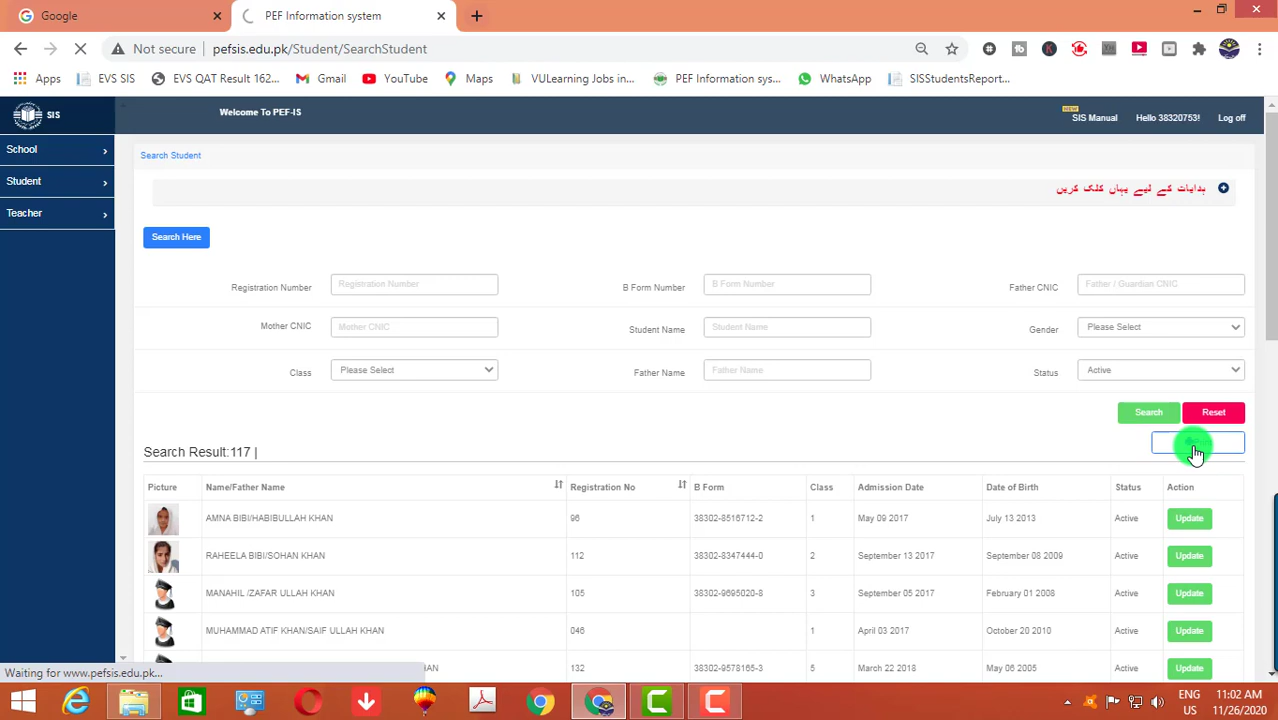 Google
PEF Information system
Not secure pefsis.edu.pk/Student/SearchStudent
Apps EVS SIS EVS QAT Result 162... Gmail YouTube Maps VULearning Jobs in... PEF Information sys... WhatsApp SISStudentsReport...
SIS Welcome To PEF-IS NEW SIS Manual Hello 38320753! Log off
School
Student
Teacher
Search Student
ہدایات کے لیے یہاں کلک کریں
Search Here
Registration Number Registration Number B Form Number B Form Number Father CNIC Father / Guardian CNIC
Mother CNIC Mother CNIC Student Name Student Name Gender Please Select
Class Please Select Father Name Father Name Status Active
Search Reset
Search Result:117 |
Picture Name/Father Name Registration No B Form Class Admission Date Date of Birth Status Action
AMNA BIBI/HABIBULLAH KHAN 96 38302-8516712-2 1 May 09 2017 July 13 2013 Active Update
RAHEELA BIBI/SOHAN KHAN 112 38302-8347444-0 2 September 13 2017 September 08 2009 Active Update
MANAHIL /ZAFAR ULLAH KHAN 105 38302-9695020-8 3 September 05 2017 February 01 2008 Active Update
MUHAMMAD ATIF KHAN/SAIF ULLAH KHAN 046 1 April 03 2017 October 20 2010 Active Update
HAN 132 38302-9578165-3 5 March 22 2018 May 06 2005 Active Update
Waiting for www.pefsis.edu.pk...
ENG 11:02 AM
US 11/26/2020